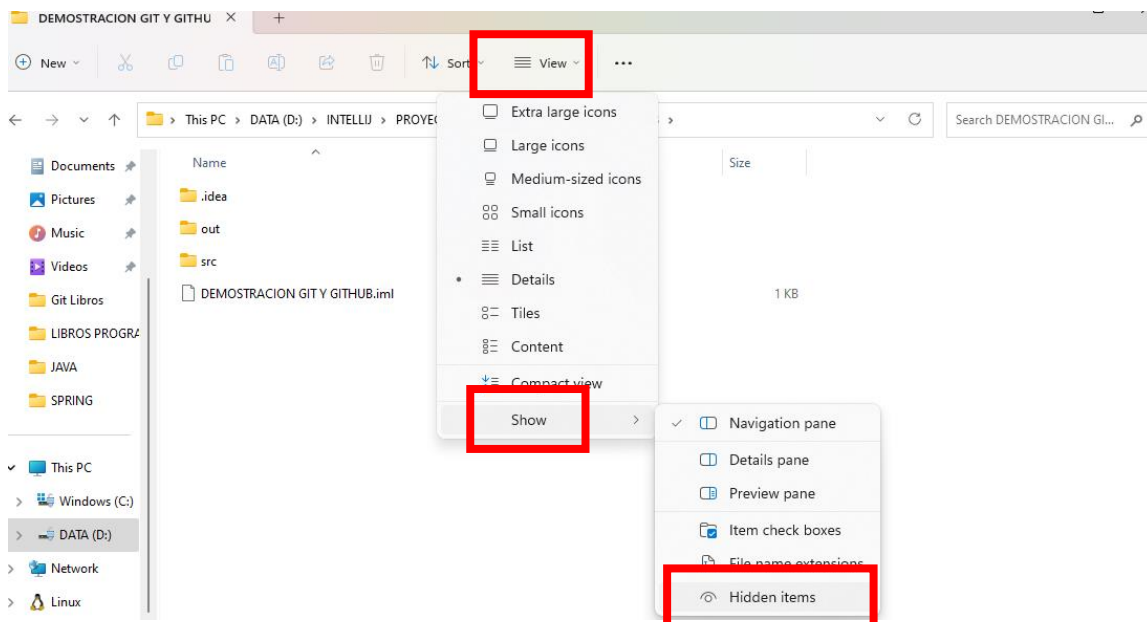 DEMOSTRACION GIT Y GITHU
New
Sort
View
This PC > DATA (D:) > INTELLIJ >
Search DEMOSTRACION GI...
Name
Size
Documents
Pictures
Music
Videos
Git Libros
LIBROS PROGRA
JAVA
SPRING
This PC
Windows (C:)
DATA (D:)
Network
Linux
.idea
out
src
DEMOSTRACION GIT Y GITHUB.iml
1 KB
Extra large icons
Large icons
Medium-sized icons
Small icons
List
Details
Tiles
Content
Compact view
Show
Navigation pane
Details pane
Preview pane
Item check boxes
File name extensions
Hidden items